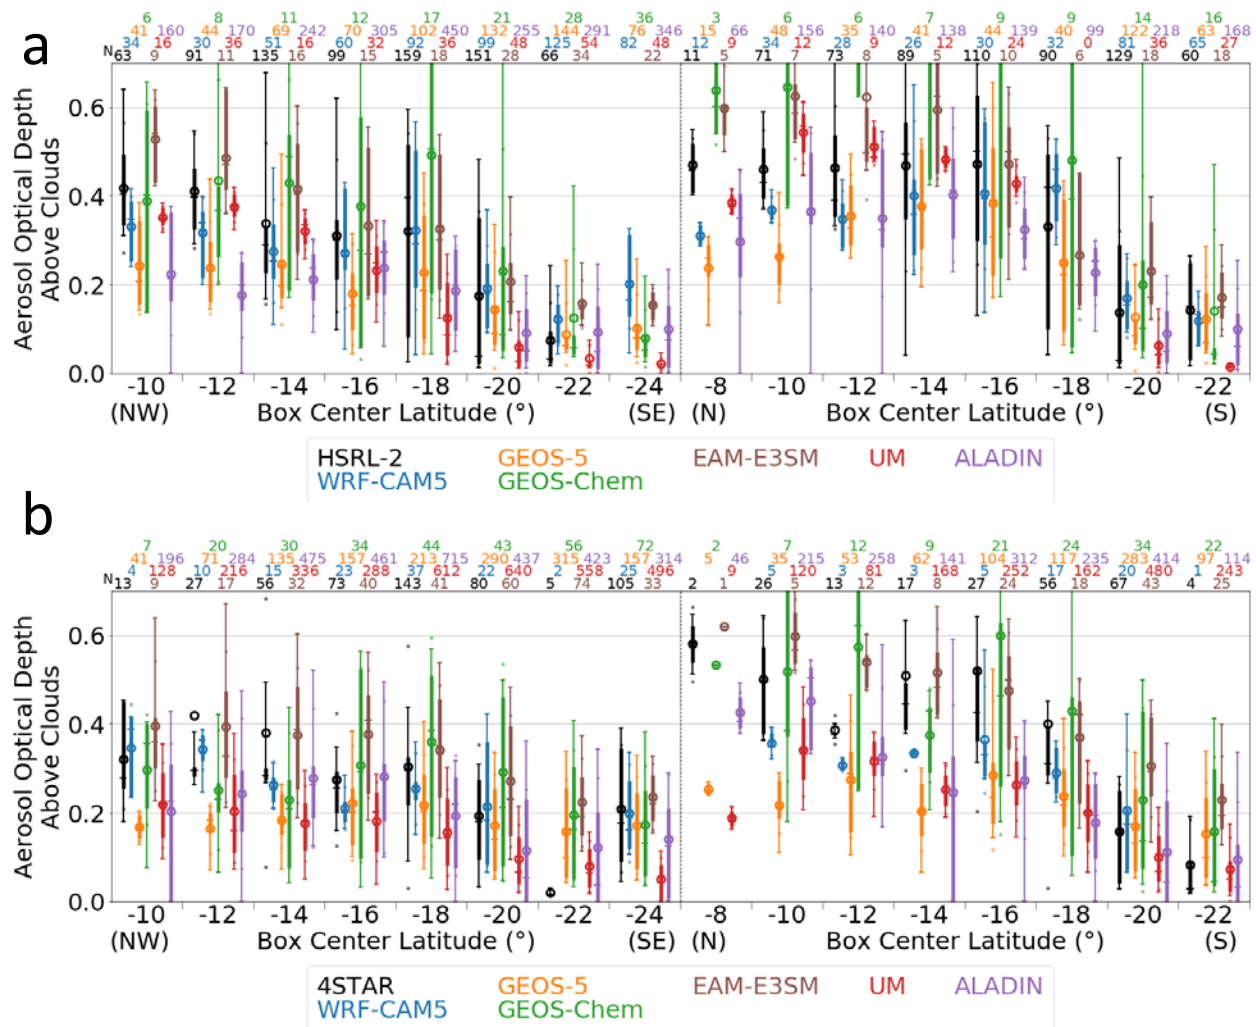 a
6 8 11 12 17 21 28 36 3 6 6 7 9 9 14 16
41 160 44 170 69 242 70 305 102 450 132 255 144 291 76 146 15 66 48 156 35 140 41 138 44 139 40 99 122 218 63 168
34 16 30 36 51 16 60 32 92 36 99 48 125 54 82 48 12 9 34 12 28 9 26 12 30 24 32 0 81 36 65 27
N 63 9 91 11 135 16 99 15 159 18 151 28 66 34 22 11 5 71 7 73 8 89 5 110 10 90 6 129 18 60 18
Aerosol Optical Depth
Above Clouds
0.6
0.4
0.2
0.0
-10 -12 -14 -16 -18 -20 -22 -24 -8 -10 -12 -14 -16 -18 -20 -22
(NW) Box Center Latitude (°) (SE) (N) Box Center Latitude (°) (S)
HSRL-2 GEOS-5 EAM-E3SM UM ALADIN
WRF-CAM5 GEOS-Chem
b
7 20 30 34 44 43 56 72 2 7 12 9 21 24 34 22
41 196 71 284 135 475 157 461 213 715 290 437 315 423 157 314 5 46 35 215 53 258 62 141 104 312 117 235 283 414 97 114
4 128 10 216 15 336 23 288 37 612 22 640 2 558 25 496 9 5 120 3 81 3 168 5 252 17 162 20 480 1 243
N 13 9 27 17 56 32 73 40 143 41 80 60 5 74 105 33 2 1 26 5 13 12 17 8 27 24 56 18 67 43 4 25
Aerosol Optical Depth
Above Clouds
0.6
0.4
0.2
0.0
-10 -12 -14 -16 -18 -20 -22 -24 -8 -10 -12 -14 -16 -18 -20 -22
(NW) Box Center Latitude (°) (SE) (N) Box Center Latitude (°) (S)
4STAR GEOS-5 EAM-E3SM UM ALADIN
WRF-CAM5 GEOS-Chem